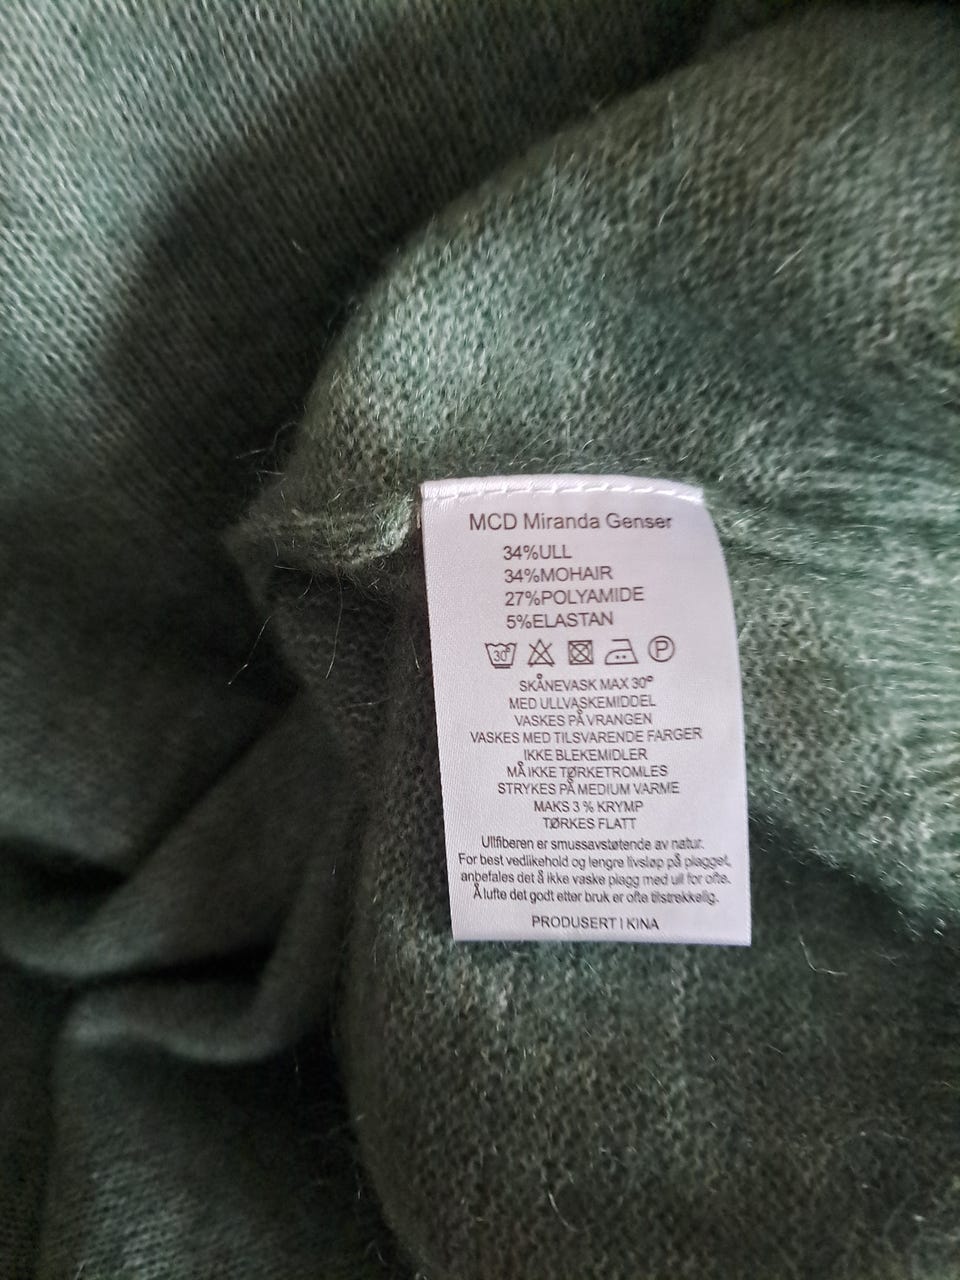 MCD Miranda Genser
34%ULL
34%MOHAIR
27%POLYAMIDE
5%ELASTAN
30° P
SKÅNEVASK MAX 30°
MED ULLVASKEMIDDEL
VASKES PÅ VRANGEN
VASKES MED TILSVARENDE FARGER
IKKE BLEKEMIDLER
MÅ IKKE TØRKETROMLES
STRYKES PÅ MEDIUM VARME
MAKS 3 % KRYMP
TØRKES FLATT
Ullfiberen er smussavstøtende av natur.
For best vedlikehold og lengre livsløp på plagget,
anbefales det å ikke vaske plagg med ull for ofte.
Å lufte det godt etter bruk er ofte tilstrekkelig.
PRODUSERT I KINA